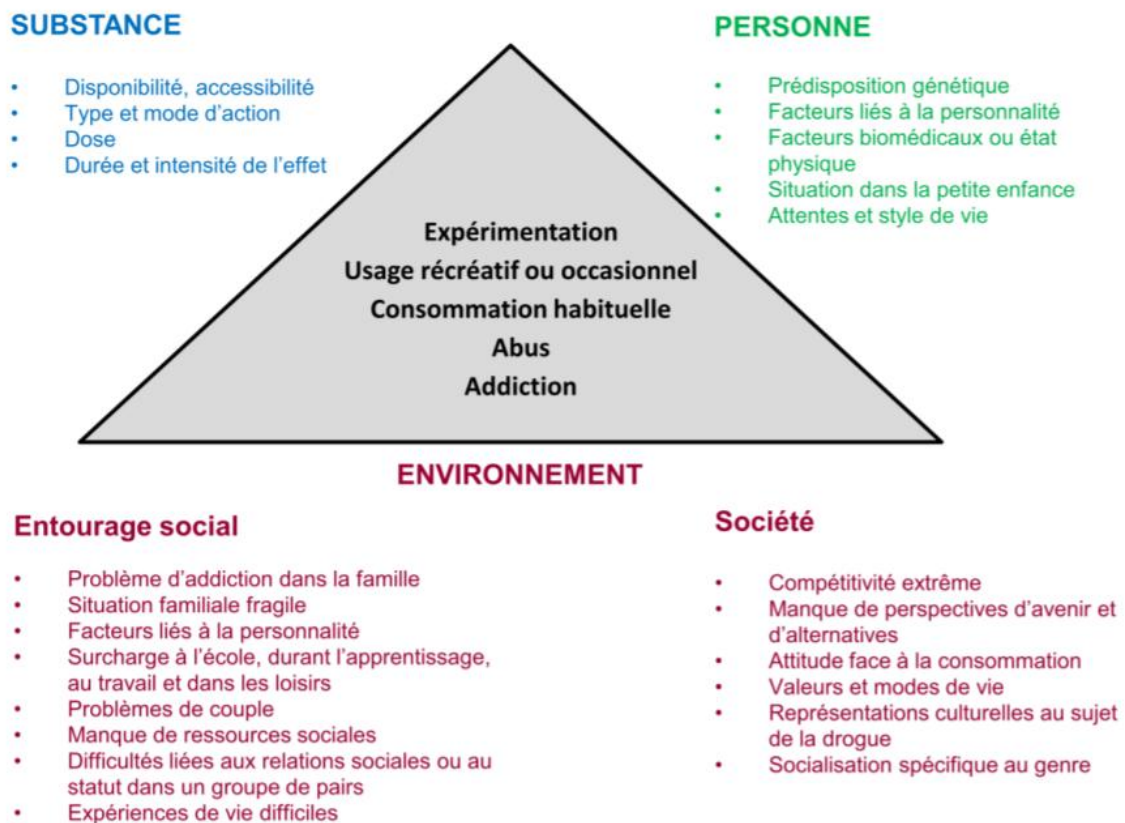 SUBSTANCE
• Disponibilité, accessibilité
• Type et mode d’action
• Dose
• Durée et intensité de l’effet
PERSONNE
• Prédisposition génétique
• Facteurs liés à la personnalité
• Facteurs biomédicaux ou état
physique
• Situation dans la petite enfance
• Attentes et style de vie
Expérimentation
Usage récréatif ou occasionnel
Consommation habituelle
Abus
Addiction
ENVIRONNEMENT
Entourage social
• Problème d’addiction dans la famille
• Situation familiale fragile
• Facteurs liés à la personnalité
• Surcharge à l’école, durant l’apprentissage,
au travail et dans les loisirs
• Problèmes de couple
• Manque de ressources sociales
• Difficultés liées aux relations sociales ou au
statut dans un groupe de pairs
• Expériences de vie difficiles
Société
• Compétitivité extrême
• Manque de perspectives d’avenir et
d’alternatives
• Attitude face à la consommation
• Valeurs et modes de vie
• Représentations culturelles au sujet
de la drogue
• Socialisation spécifique au genre